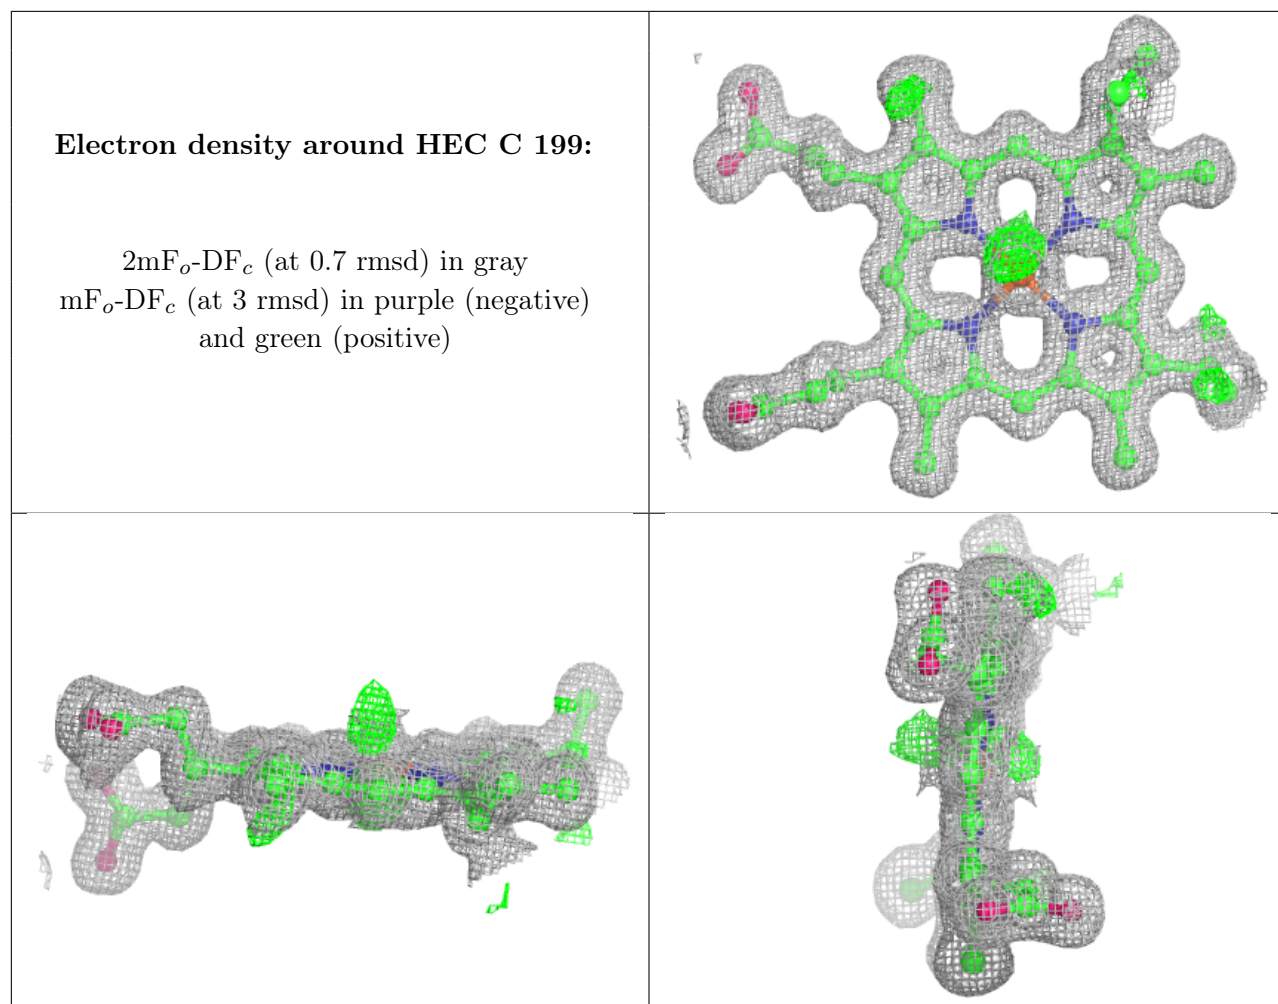 Electron density around HEC C 199:
2mFo-DFc (at 0.7 rmsd) in gray
mFo-DFc (at 3 rmsd) in purple (negative)
and green (positive)